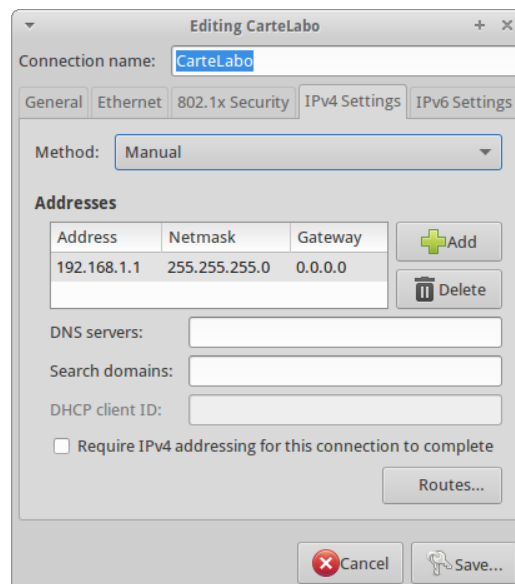 Editing CarteLabo
Connection name: CarteLabo
General Ethernet 802.1x Security IPv4 Settings IPv6 Settings
Method: Manual
Addresses
Address Netmask Gateway
192.168.1.1 255.255.255.0 0.0.0.0
Add
Delete
DNS servers:
Search domains:
DHCP client ID:
Require IPv4 addressing for this connection to complete
Routes...
Cancel Save...